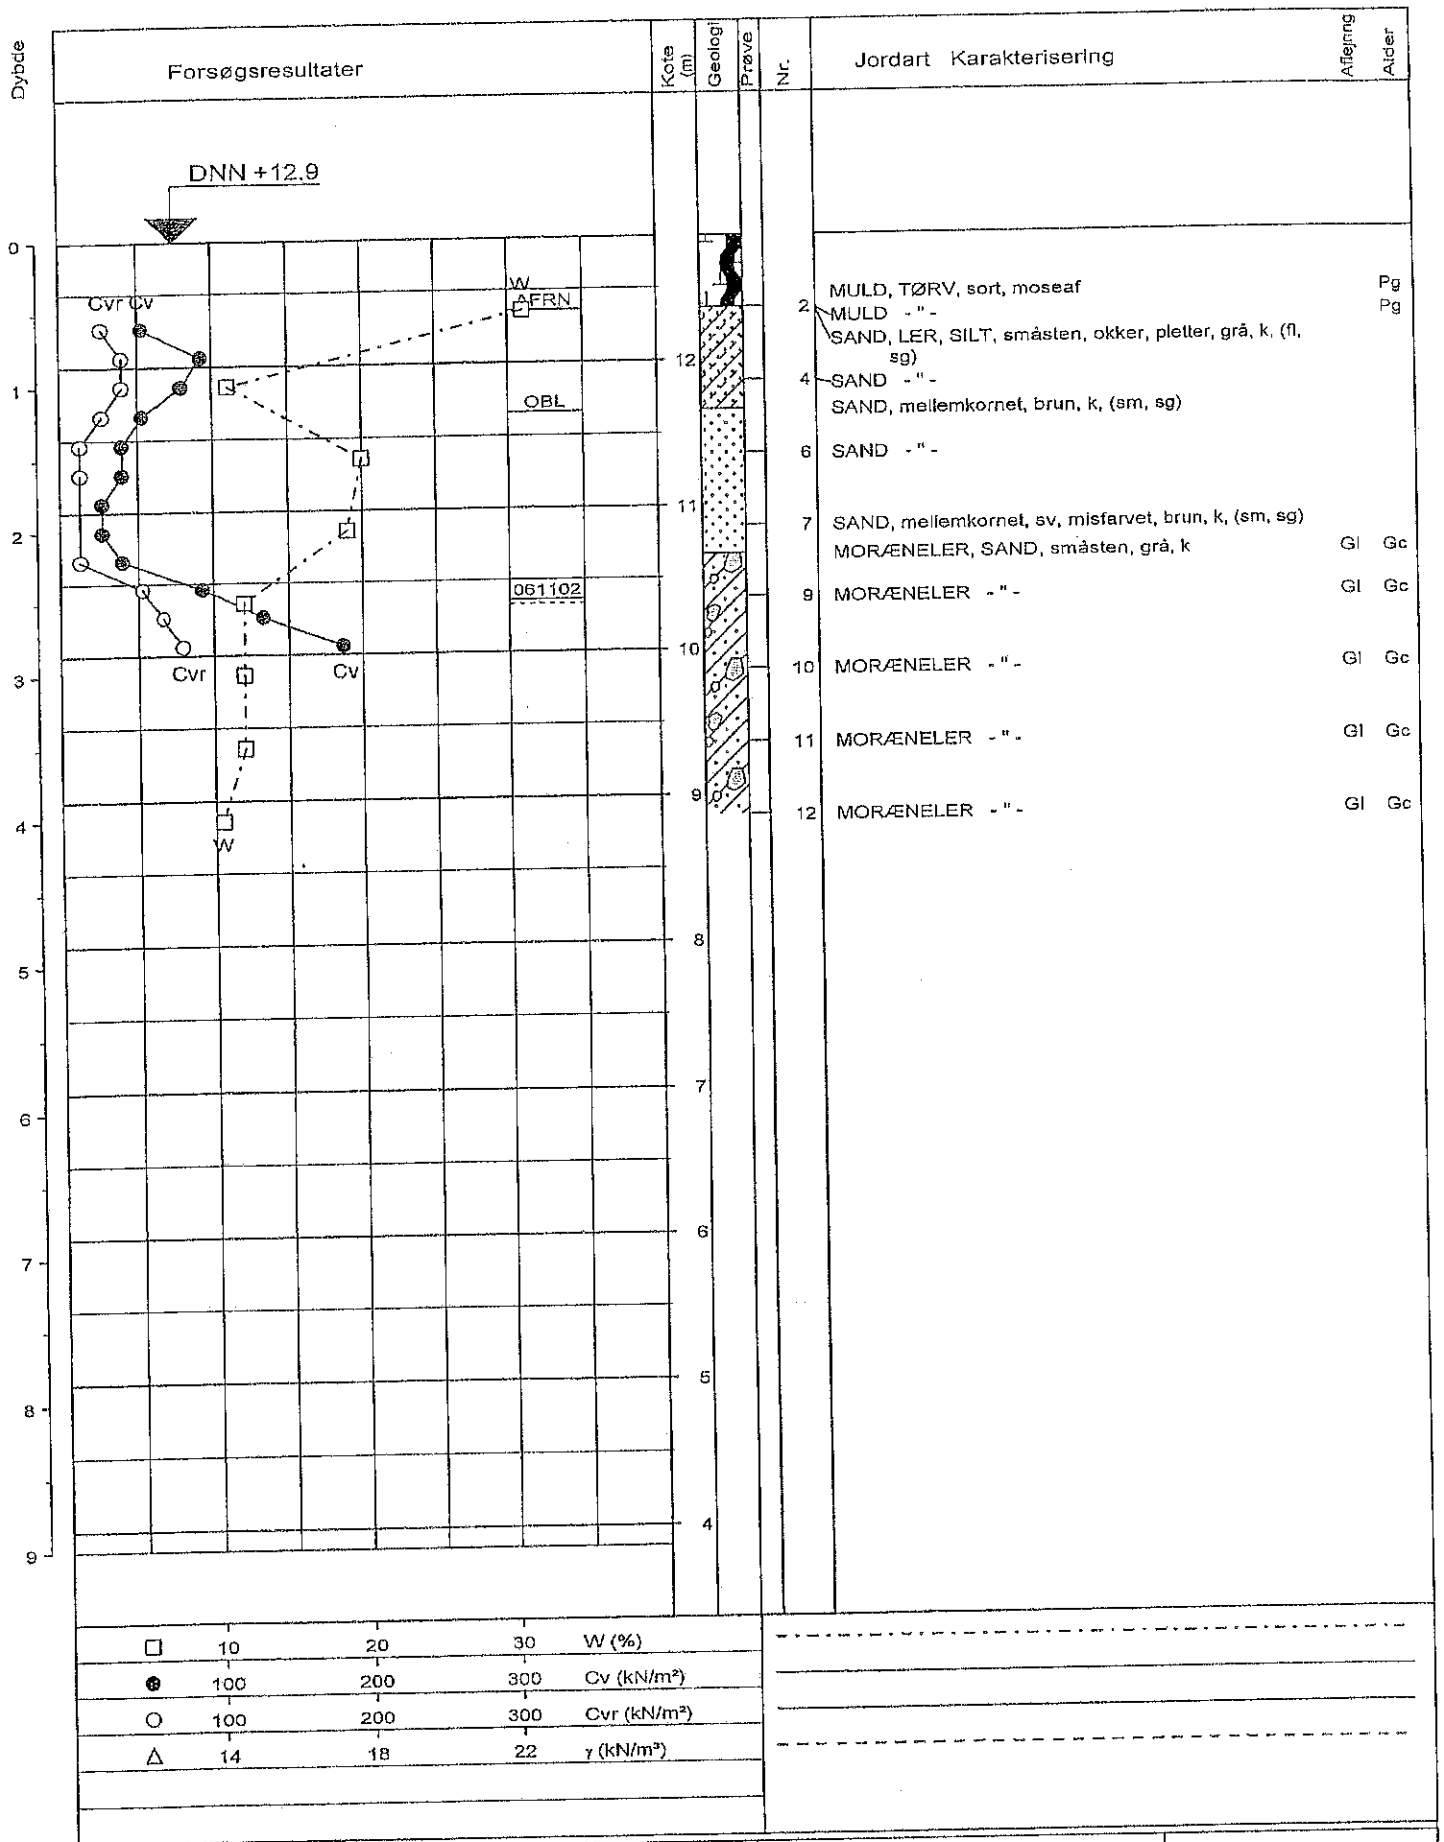 Dybde
Forsøgsresultater
Kote (m)
Geologi
Prøve
Nr.
Jordart Karakterisering
Aflejring
Alder
DNN +12.9
0
W
Cvr Cv
AFRN
MULD, TØRV, sort, moseaf Pg
2 MULD - " - Pg
SAND, LER, SILT, småsten, okker, pletter, grå, k, (fl,
sg)
12
4 SAND - " -
1
OBL
SAND, mellemkornet, brun, k, (sm, sg)
6 SAND - " -
11
7 SAND, mellemkornet, sv, misfarvet, brun, k, (sm, sg)
2
MORÆNELER, SAND, småsten, grå, k Gl Gc
061102
9 MORÆNELER - " - Gl Gc
10
Cvr
Cv
10 MORÆNELER - " - Gl Gc
3
11 MORÆNELER - " - Gl Gc
9
12 MORÆNELER - " - Gl Gc
4
W
8
5
7
6
6
7
5
8
4
9
10 20 30 W (%)
100 200 300 Cv (kN/m²)
100 200 300 Cvr (kN/m²)
14 18 22 γ (kN/m³)